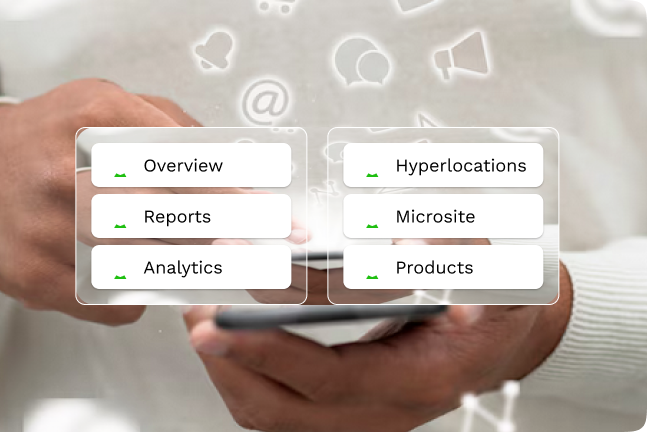 Overview
Reports
Analytics
Hyperlocations
Microsite
Products